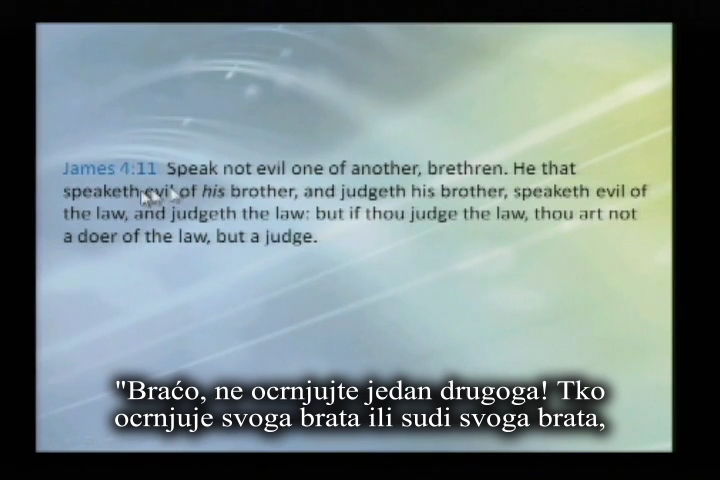 James 4:11 Speak not evil one of another, brethren. He that
speaketh evil of his brother, and judgeth his brother, speaketh evil of
the law, and judgeth the law: but if thou judge the law, thou art not
a doer of the law, but a judge.
"Braćo, ne ocrnjujte jedan drugoga! Tko
ocrnjuje svoga brata ili sudi svoga brata,